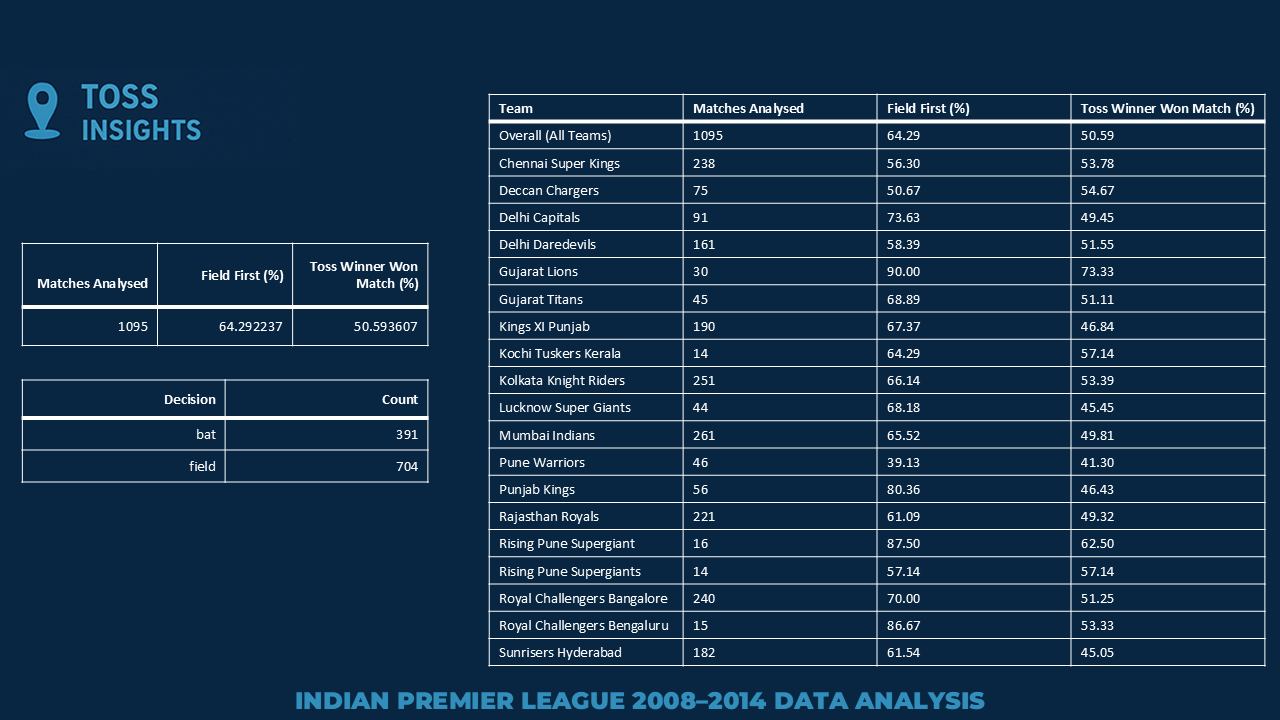 TOSS
INSIGHTS
Matches Analysed Field First (%) Toss Winner Won Match (%)
1095 64.292237 50.593607
Decision Count
bat 391
field 704
Team Matches Analysed Field First (%) Toss Winner Won Match (%)
Overall (All Teams) 1095 64.29 50.59
Chennai Super Kings 238 56.30 53.78
Deccan Chargers 75 50.67 54.67
Delhi Capitals 91 73.63 49.45
Delhi Daredevils 161 58.39 51.55
Gujarat Lions 30 90.00 73.33
Gujarat Titans 45 68.89 51.11
Kings XI Punjab 190 67.37 46.84
Kochi Tuskers Kerala 14 64.29 57.14
Kolkata Knight Riders 251 66.14 53.39
Lucknow Super Giants 44 68.18 45.45
Mumbai Indians 261 65.52 49.81
Pune Warriors 46 39.13 41.30
Punjab Kings 56 80.36 46.43
Rajasthan Royals 221 61.09 49.32
Rising Pune Supergiant 16 87.50 62.50
Rising Pune Supergiants 14 57.14 57.14
Royal Challengers Bangalore 240 70.00 51.25
Royal Challengers Bengaluru 15 86.67 53.33
Sunrisers Hyderabad 182 61.54 45.05
INDIAN PREMIER LEAGUE 2008–2014 DATA ANALYSIS